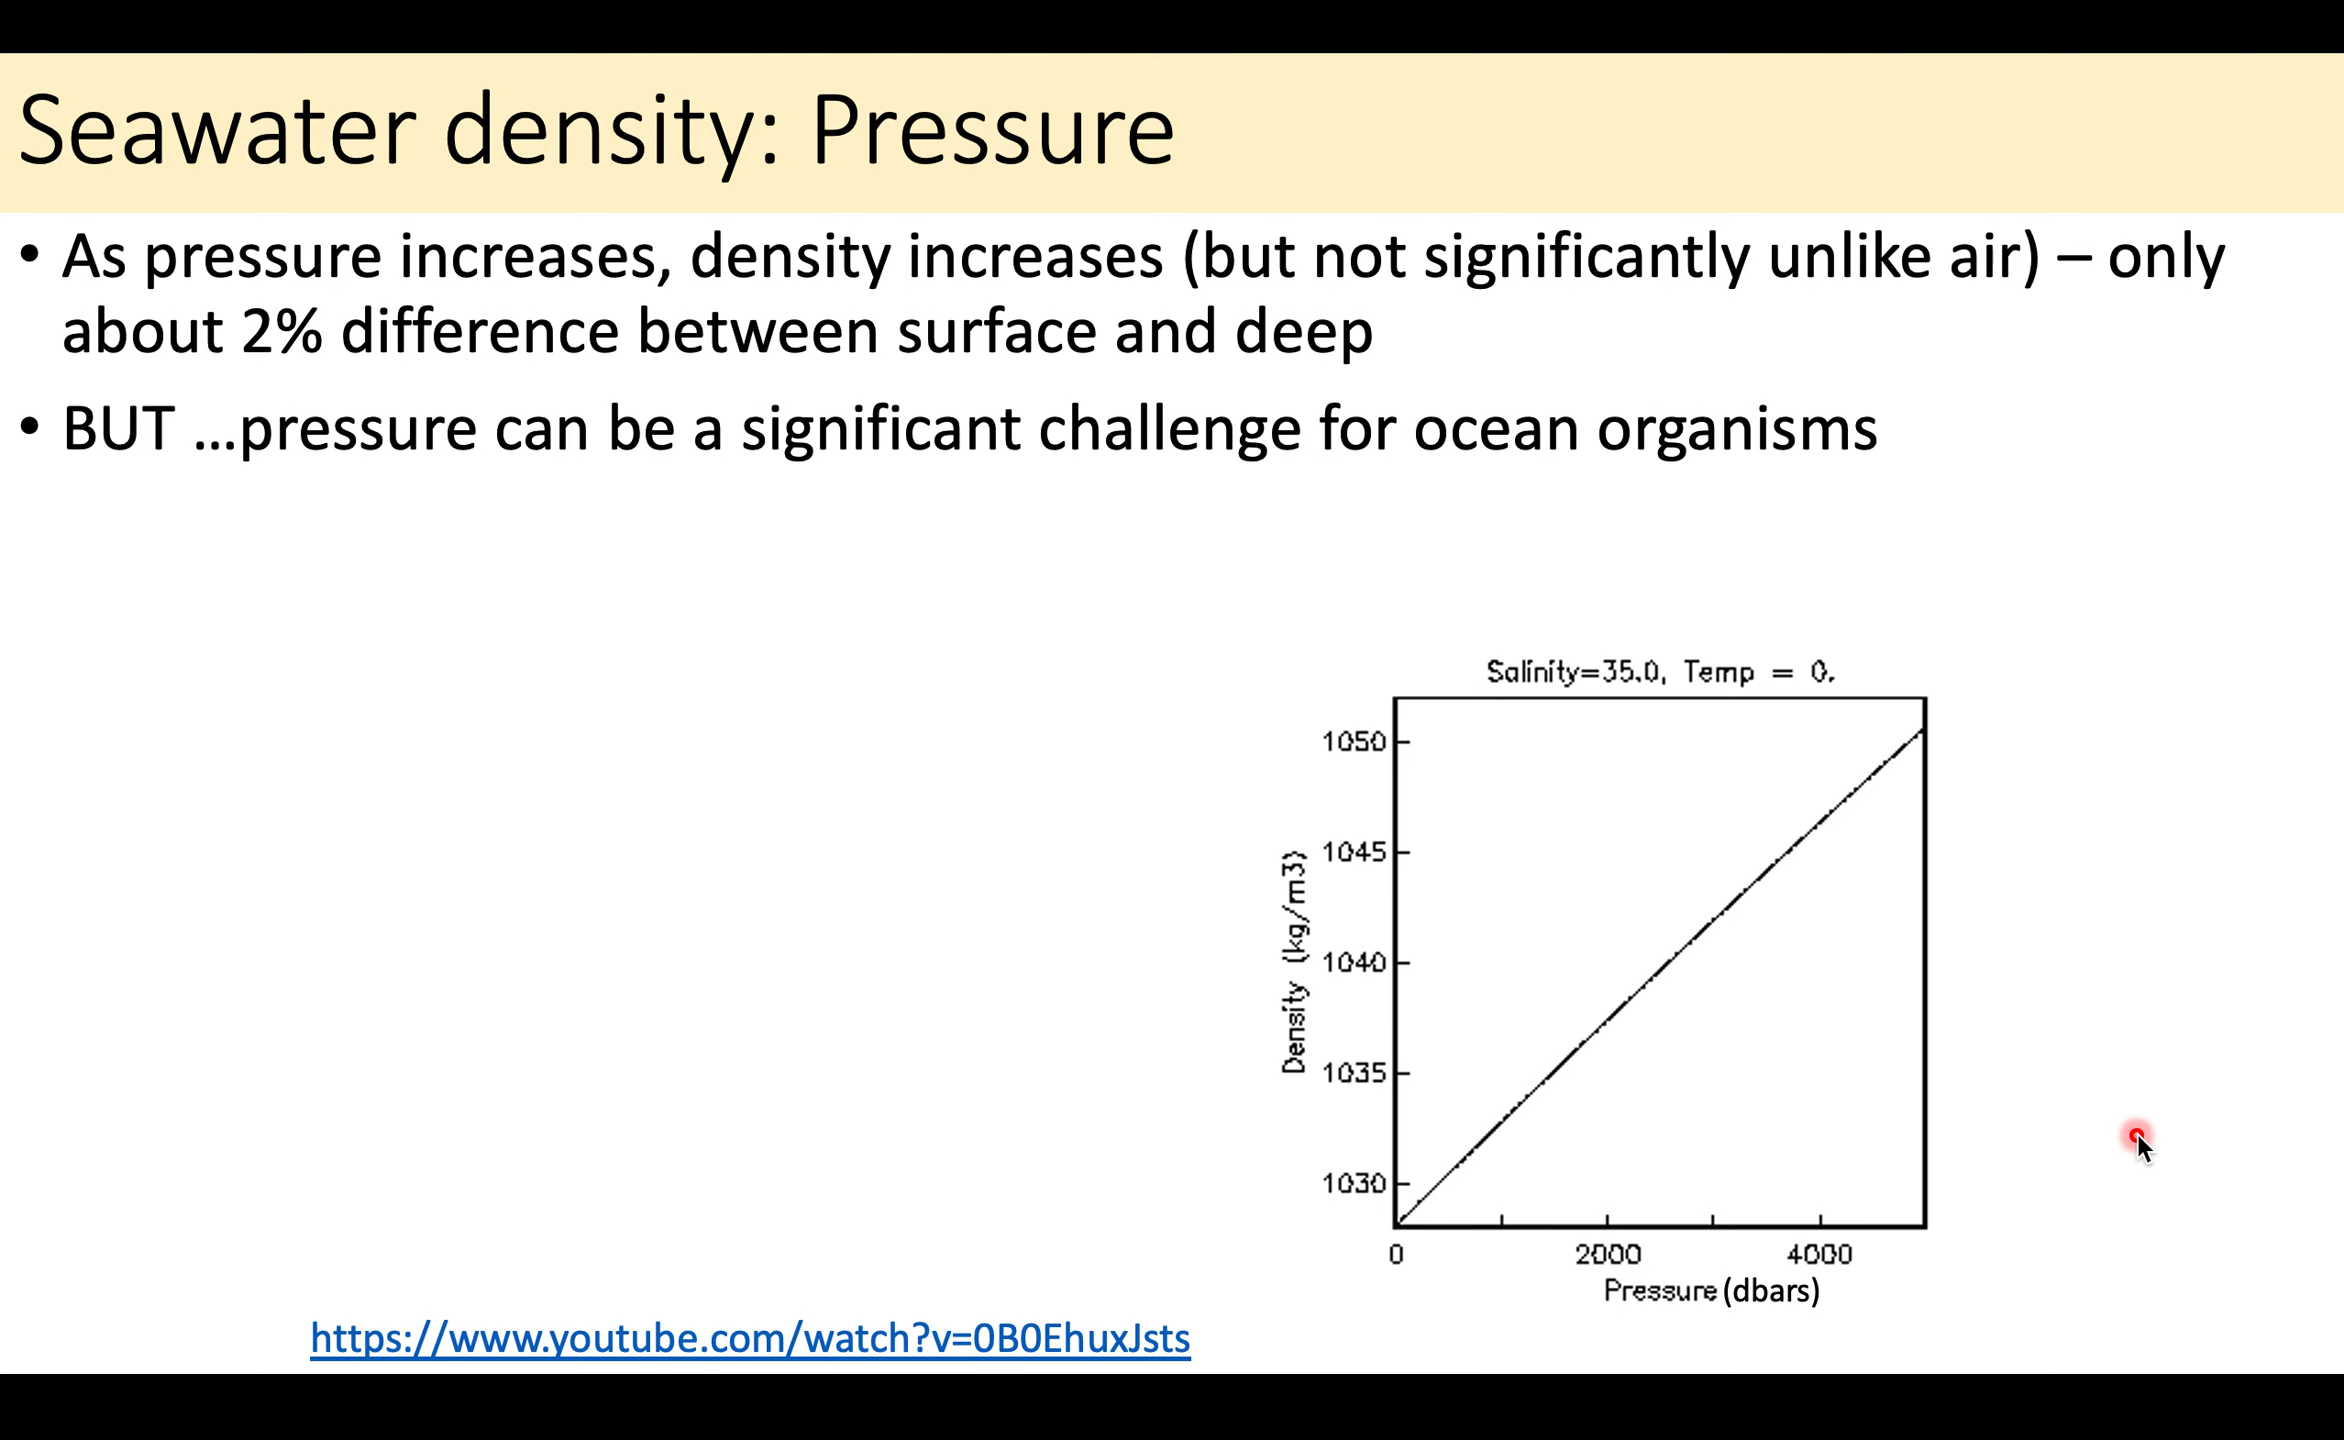 Seawater density: Pressure
• As pressure increases, density increases (but not significantly unlike air) – only
about 2% difference between surface and deep
• BUT ...pressure can be a significant challenge for ocean organisms
Salinity=35.0, Temp = 0.
1050
1045
1040
1035
1030
Density (kg/m3)
0 2000 4000
Pressure (dbars)
https://www.youtube.com/watch?v=0B0EhuxJsts